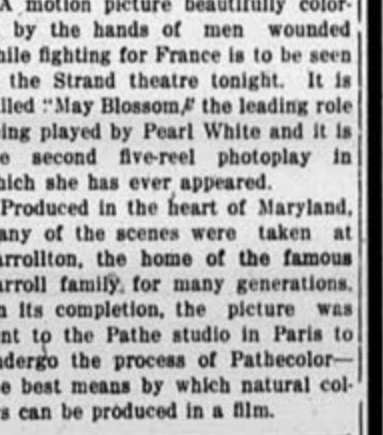 A motion picture beautifully color-
by the hands of men wounded
hile fighting for France is to be seen
the Strand theatre tonight. It is
lled "May Blossom," the leading role
ing played by Pearl White and it is
e second five-reel photoplay in
hich she has ever appeared.
Produced in the heart of Maryland,
any of the scenes were taken at
rrollton, the home of the famous
rroll family, for many generations.
n its completion, the picture was
nt to the Pathe studio in Paris to
ndergo the process of Pathecolor—
e best means by which natural col-
s can be produced in a film.